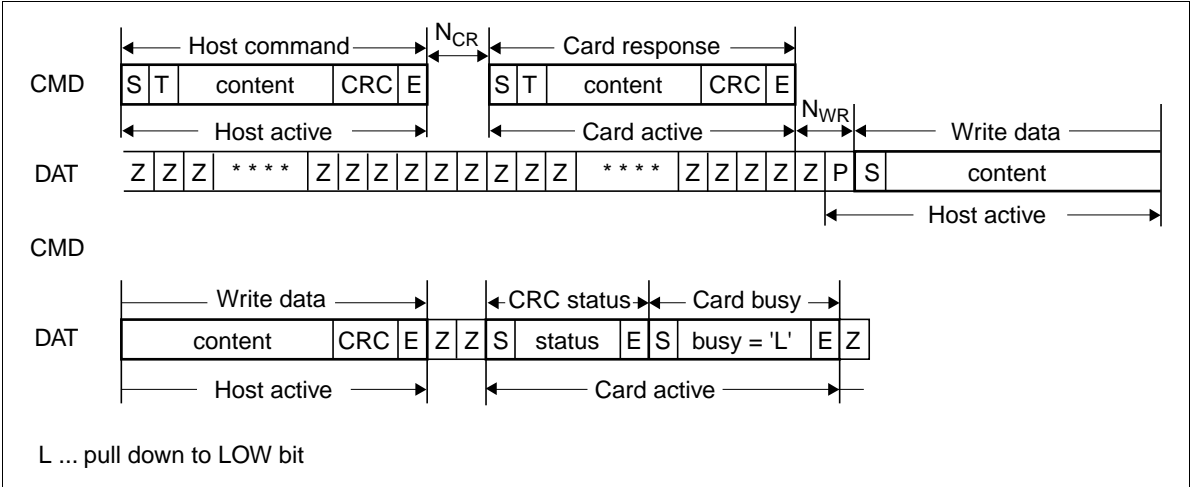 Host command N_CR Card response
CMD S T content CRC E S T content CRC E
Host active Card active N_WR Write data
DAT Z Z Z * * * * Z Z Z Z Z Z Z Z Z * * * * Z Z Z Z Z P S content
Host active
CMD
Write data CRC status Card busy
DAT content CRC E Z Z S status E S busy = 'L' E Z
Host active Card active
L ... pull down to LOW bit